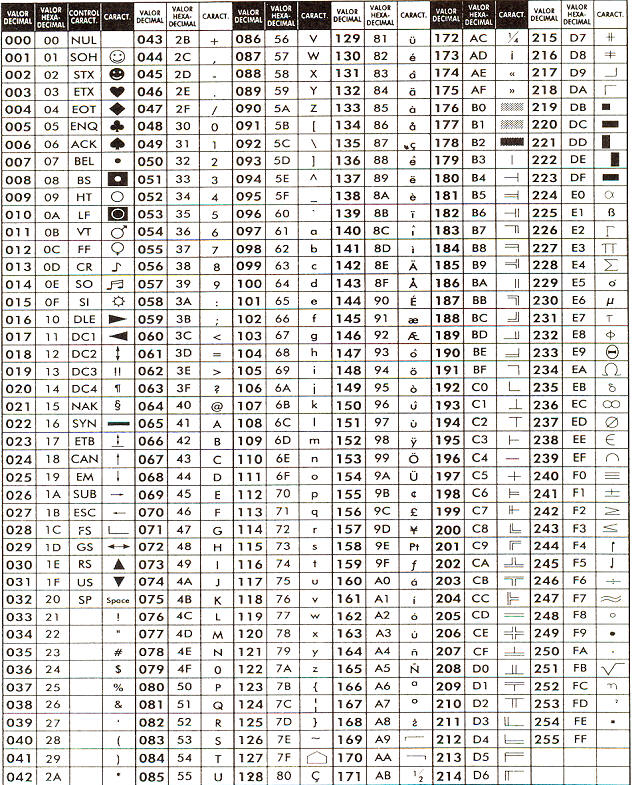 VALOR DECIMAL VALOR HEXA- DECIMAL CONTROL CARACT. CARACT. VALOR DECIMAL VALOR HEXA- DECIMAL CARACT. VALOR DECIMAL VALOR HEXA- DECIMAL CARACT. VALOR DECIMAL VALOR HEXA- DECIMAL CARACT. VALOR DECIMAL VALOR HEXA- DECIMAL CARACT. VALOR DECIMAL VALOR HEXA- DECIMAL CARACT.
000 00 NUL 043 2B + 086 56 V 129 81 ü 172 AC ¼ 215 D7 ╫
001 01 SOH ☺ 044 2C , 087 57 W 130 82 é 173 AD ¡ 216 D8 ╪
002 02 STX ☻ 045 2D - 088 58 X 131 83 174 AE « 217 D9 ┘
003 03 ETX ♥ 046 2E . 089 59 Y 132 84 ä 175 AF » 218 DA ┌
004 04 EOT ♦ 047 2F / 090 5A Z 133 85 à 176 B0 ░ 219 DB █
005 05 ENQ ♣ 048 30 0 091 5B [ 134 86 å 177 B1 ▒ 220 DC ▄
006 06 ACK ♠ 049 31 1 092 5C \ 135 87 ç 178 B2 ▓ 221 DD ▌
007 07 BEL • 050 32 2 093 5D ] 136 88 ê 179 B3 │ 222 DE ▐
008 08 BS ◘ 051 33 3 094 5E ^ 137 89 ë 180 B4 ┤ 223 DF ▀
009 09 HT ○ 052 34 4 095 5F _ 138 8A è 181 B5 ╡ 224 E0 α
010 0A LF ◙ 053 35 5 096 60 ` 139 8B ï 182 B6 ╢ 225 E1 ß
011 0B VT ♂ 054 36 6 097 61 a 140 8C î 183 B7 ╖ 226 E2 Γ
012 0C FF ♀ 055 37 7 098 62 b 141 8D ì 184 B8 ╕ 227 E3 π
013 0D CR ♪ 056 38 8 099 63 c 142 8E Ä 185 B9 ╣ 228 E4 Σ
014 0E SO ♫ 057 39 9 100 64 d 143 8F Å 186 BA ║ 229 E5 σ
015 0F SI ☼ 058 3A : 101 65 e 144 90 É 187 BB ╗ 230 E6 µ
016 10 DLE ► 059 3B ; 102 66 f 145 91 æ 188 BC ╝ 231 E7 τ
017 11 DC1 ◄ 060 3C < 103 67 g 146 92 Æ 189 BD ╜ 232 E8 Φ
018 12 DC2 ↕ 061 3D = 104 68 h 147 93 ô 190 BE ╛ 233 E9 Θ
019 13 DC3 ‼ 062 3E > 105 69 i 148 94 ö 191 BF ┐ 234 EA Ω
020 14 DC4 ¶ 063 3F ? 106 6A j 149 95 ò 192 C0 └ 235 EB δ
021 15 NAK § 064 40 @ 107 6B k 150 96 û 193 C1 ┴ 236 EC ∞
022 16 SYN ▬ 065 41 A 108 6C l 151 97 ù 194 C2 ┬ 237 ED ∅
023 17 ETB ↨ 066 42 B 109 6D m 152 98 ÿ 195 C3 ├ 238 EE ∈
024 18 CAN ↑ 067 43 C 110 6E n 153 99 Ö 196 C4 ─ 239 EF ∩
025 19 EM ↓ 068 44 D 111 6F o 154 9A Ü 197 C5 ┼ 240 F0 ≡
026 1A SUB → 069 45 E 112 70 p 155 9B ¢ 198 C6 ╞ 241 F1 ±
027 1B ESC ← 070 46 F 113 71 q 156 9C £ 199 C7 ╟ 242 F2 ≥
028 1C FS ∟ 071 47 G 114 72 r 157 9D ¥ 200 C8 ╚ 243 F3 ≤
029 1D GS ↔ 072 48 H 115 73 s 158 9E Pt 201 C9 ╔ 244 F4 ⌠
030 1E RS ▲ 073 49 I 116 74 t 159 9F ƒ 202 CA ╩ 245 F5 ⌡
031 1F US ▼ 074 4A J 117 75 u 160 A0 á 203 CB ╦ 246 F6 ÷
032 20 SP Space 075 4B K 118 76 v 161 A1 í 204 CC ╠ 247 F7 ≈
033 21 ! 076 4C L 119 77 w 162 A2 ó 205 CD ═ 248 F8 °
034 22 " 077 4D M 120 78 x 163 A3 ú 206 CE ╬ 249 F9 •
035 23 # 078 4E N 121 79 y 164 A4 ñ 207 CF ╧ 250 FA ·
036 24 $ 079 4F O 122 7A z 165 A5 Ñ 208 D0 ╨ 251 FB √
037 25 % 080 50 P 123 7B { 166 A6 ª 209 D1 ╤ 252 FC ⁿ
038 26 & 081 51 Q 124 7C ¦ 167 A7 º 210 D2 ╥ 253 FD ²
039 27 ' 082 52 R 125 7D } 168 A8 ¿ 211 D3 ╙ 254 FE ▪
040 28 ( 083 53 S 126 7E ~ 169 A9 ⌐ 212 D4 ╘ 255 FF
041 29 ) 084 54 T 127 7F ⌂ 170 AA ¬ 213 D5 ╒
042 2A * 085 55 U 128 80 Ç 171 AB ½ 214 D6 ╓